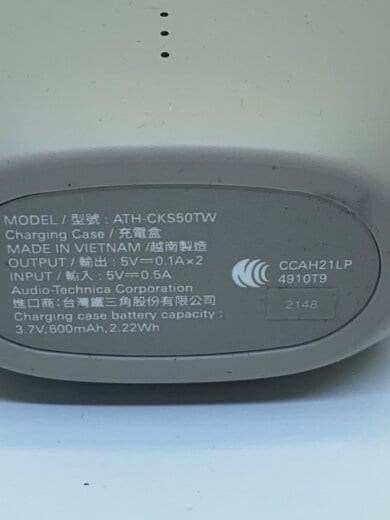 MODEL / 型號 : ATH-CKS50TW
Charging Case / 充電盒
MADE IN VIETNAM /越南製造
OUTPUT / 輸出 : 5V⎓0.1A×2
INPUT / 輸入 : 5V⎓0.5A
Audio-Technica Corporation
進口商: 台灣鐵三角股份有限公司
Charging case battery capacity :
3.7V, 600mAh, 2.22Wh
CCAH21LP
4910T9
2148